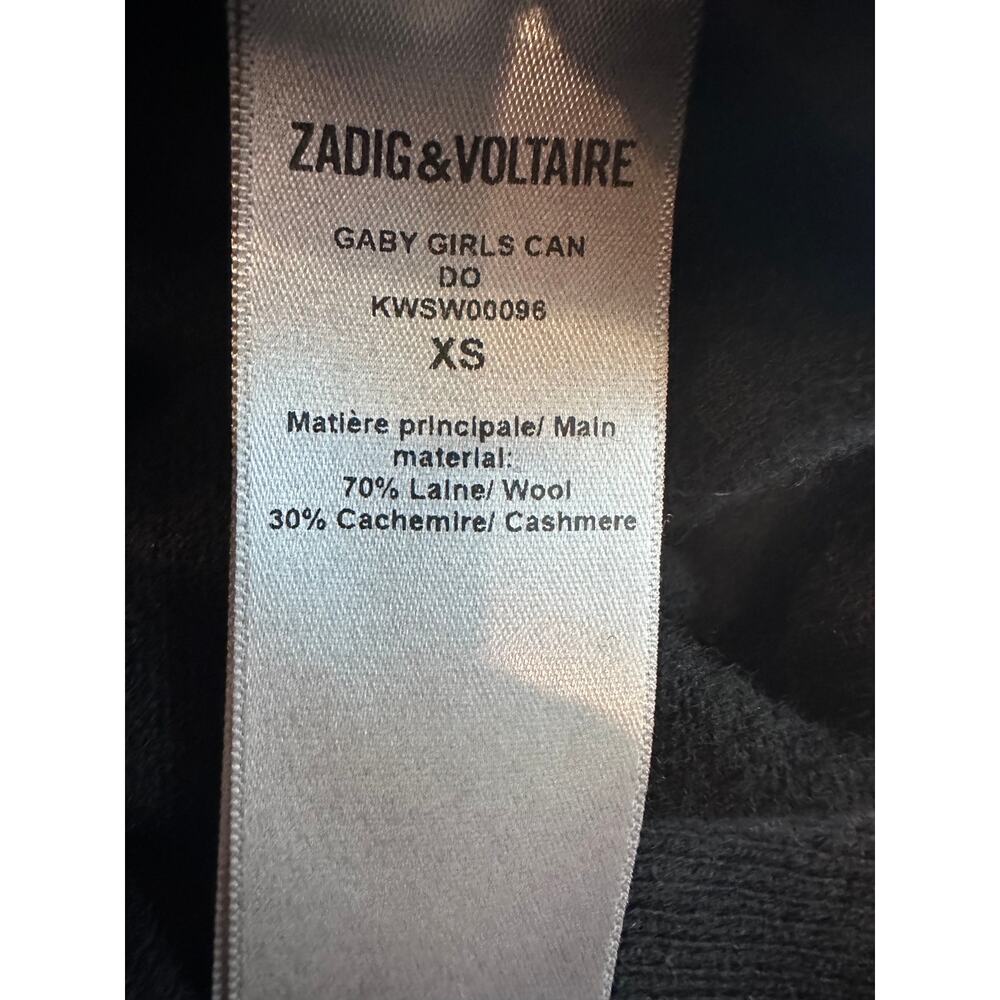 ZADIG&VOLTAIRE
GABY GIRLS CAN
DO
KWSW00096
XS
Matière principale/ Main
material:
70% Laine/ Wool
30% Cachemire/ Cashmere